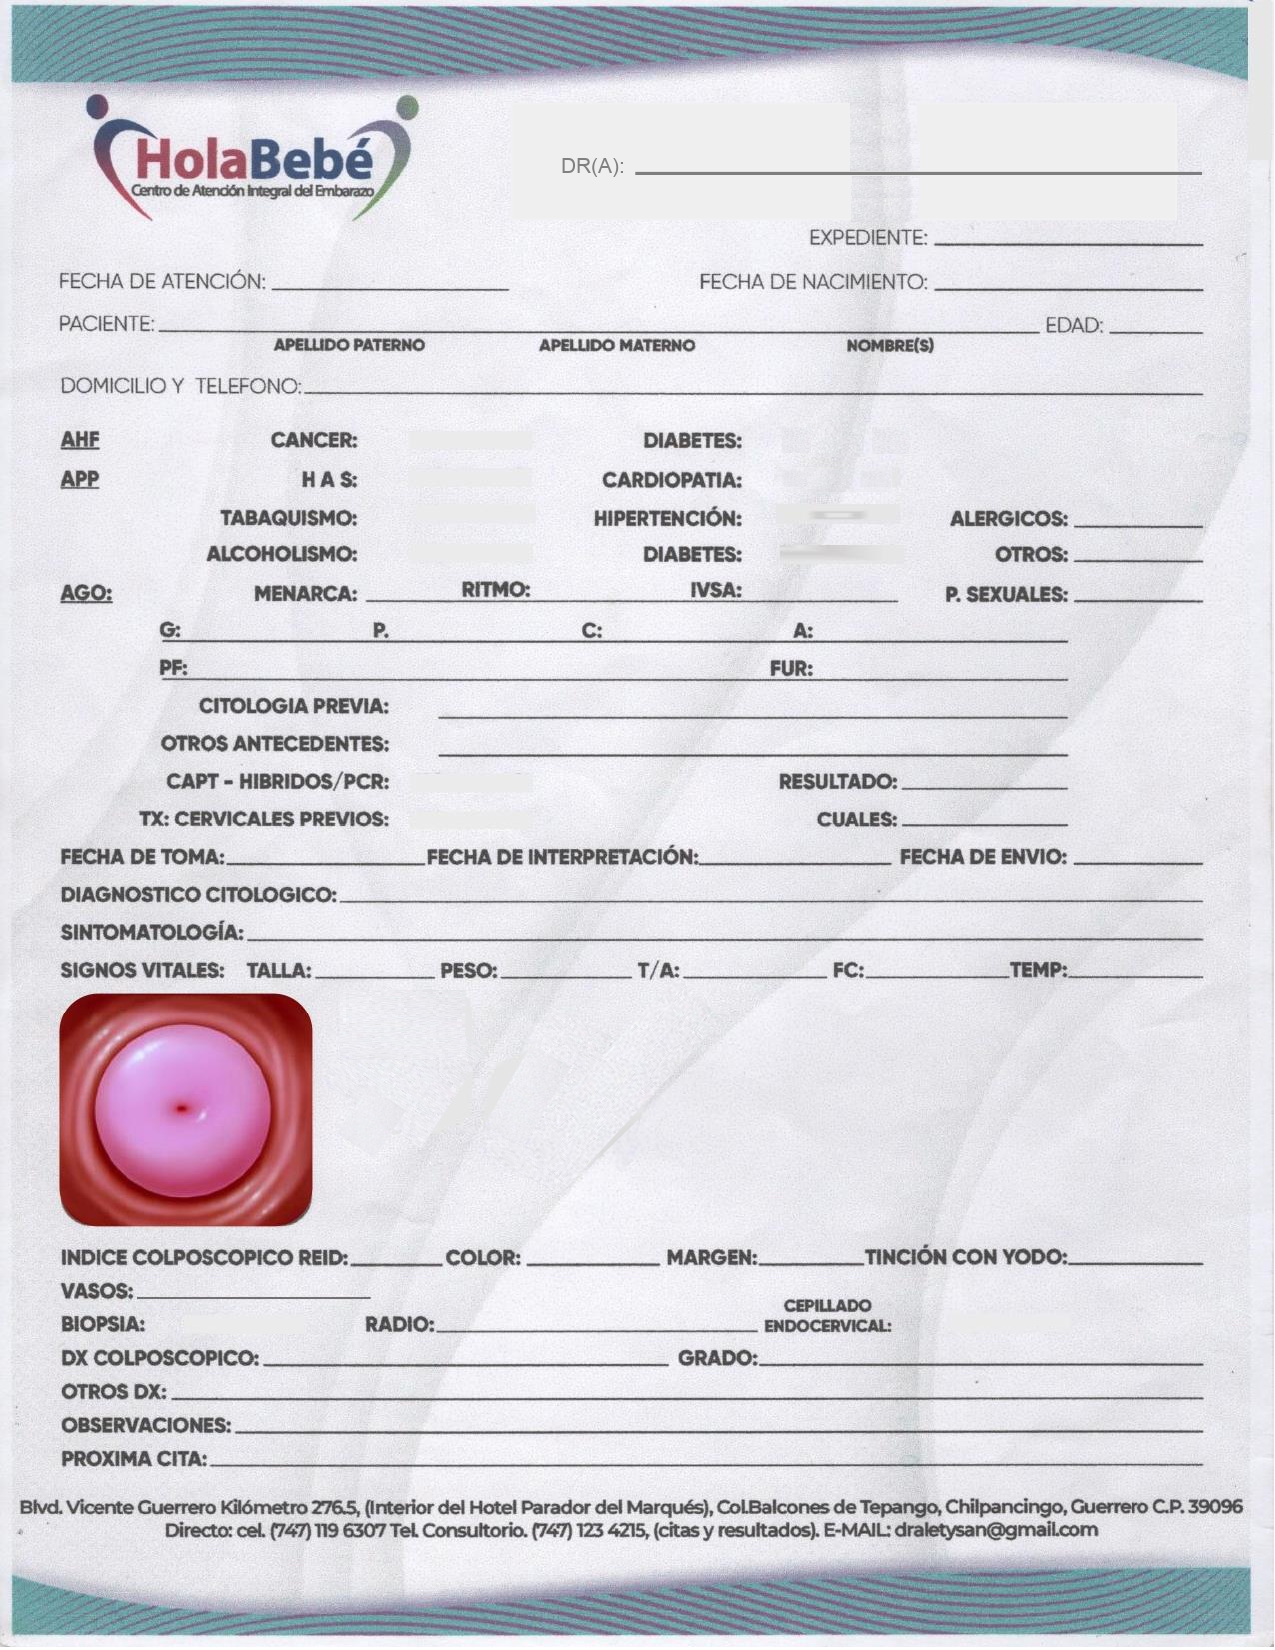 HolaBebé
Centro de Atención Integral del Embarazo
DR(A):
EXPEDIENTE:
FECHA DE ATENCIÓN: FECHA DE NACIMIENTO:
PACIENTE: EDAD:
APELLIDO PATERNO APELLIDO MATERNO NOMBRE(S)
DOMICILIO Y TELEFONO:
AHF CANCER: DIABETES:
APP H A S: CARDIOPATIA:
TABAQUISMO: HIPERTENCIÓN: ALERGICOS:
ALCOHOLISMO: DIABETES: OTROS:
AGO: MENARCA: RITMO: IVSA: P. SEXUALES:
G: P. C: A:
PF: FUR:
CITOLOGIA PREVIA:
OTROS ANTECEDENTES:
CAPT - HIBRIDOS/PCR: RESULTADO:
TX: CERVICALES PREVIOS: CUALES:
FECHA DE TOMA: FECHA DE INTERPRETACIÓN: FECHA DE ENVIO:
DIAGNOSTICO CITOLOGICO:
SINTOMATOLOGÍA:
SIGNOS VITALES: TALLA: PESO: T/A: FC: TEMP:
INDICE COLPOSCOPICO REID: COLOR: MARGEN: TINCIÓN CON YODO:
VASOS:
BIOPSIA: RADIO: CEPILLADO ENDOCERVICAL:
DX COLPOSCOPICO: GRADO:
OTROS DX:
OBSERVACIONES:
PROXIMA CITA:
Blvd. Vicente Guerrero Kilómetro 276.5, (Interior del Hotel Parador del Marqués), Col.Balcones de Tepango, Chilpancingo, Guerrero C.P. 39096
Directo: cel. (747) 119 6307 Tel. Consultorio. (747) 123 4215, (citas y resultados). E-MAIL: draletysan@gmail.com